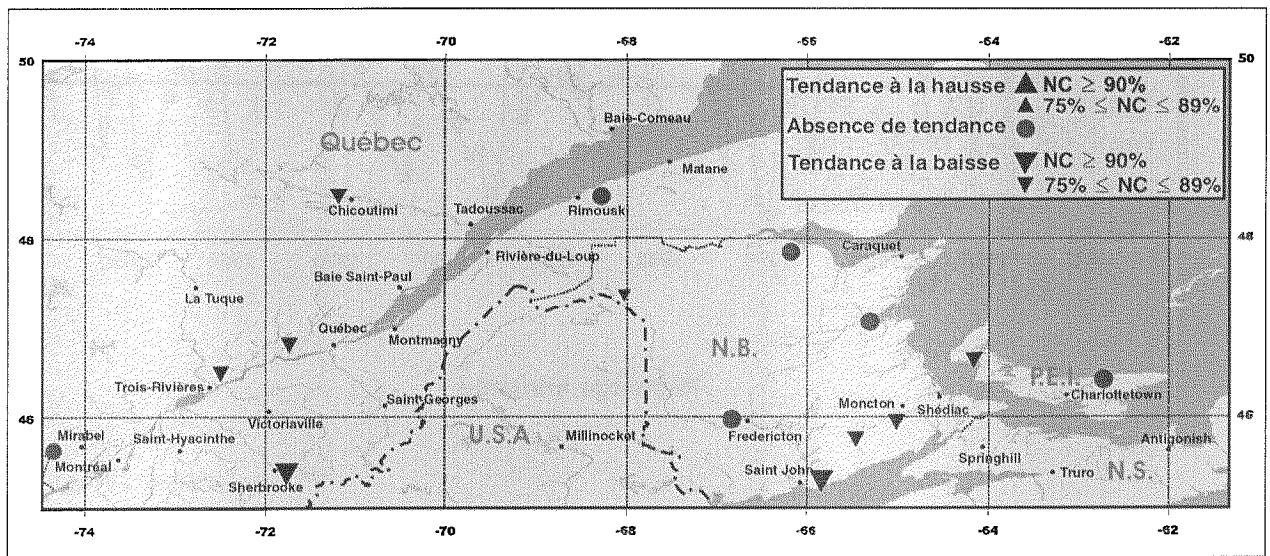 -74 -72 -70 -68 -66 -64 -62
50 50
Tendance à la hausse NC ≥ 90%
75% ≤ NC ≤ 89%
Absence de tendance
Tendance à la baisse NC ≥ 90%
75% ≤ NC ≤ 89%
Baie-Comeau
Québec
Matane
Chicoutimi
Tadoussac
Rimousk
48 48
Caraquet
Rivière-du-Loup
Baie Saint-Paul
La Tuque
Québec
Montmagny
N.B.
Trois-Rivières
P.E.I.
Saint-Georges
Charlottetown
Moncton
Shédiac
46 46
Victoriaville
Mirabel
Saint-Hyacinthe
U.S.A
Millinocket
Fredericton
Antigonish
Montréal
Springhill
Sherbrooke
Saint John
Truro
N.S.
-74 -72 -70 -68 -66 -64 -62